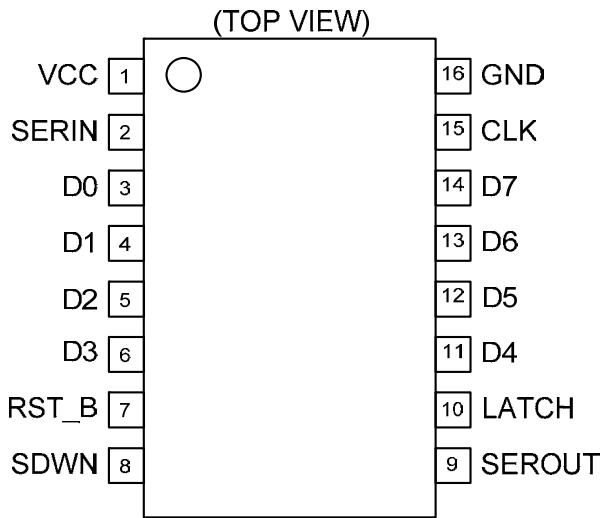 (TOP VIEW)
VCC 1 16 GND
SERIN 2 15 CLK
D0 3 14 D7
D1 4 13 D6
D2 5 12 D5
D3 6 11 D4
RST_B 7 10 LATCH
SDWN 8 9 SEROUT